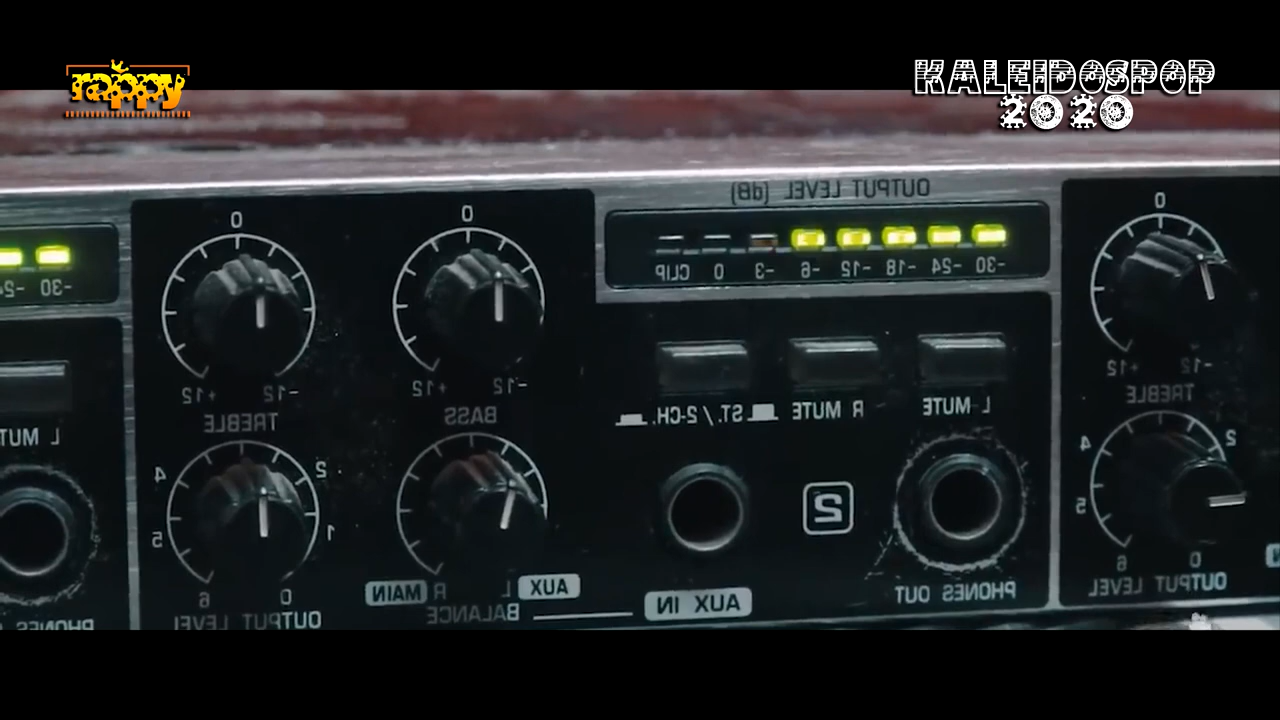 rappy
KALEIDOSPOP
2020
OUTPUT LEVEL (dB)
CLIP 0 -3 -6 -12 -18 -24 -30
-24 -30
0
0
0
+12 -12
+12 -12
+12
TREBLE
BASS
TREBLE
ST. / 2-CH.
R MUTE
L MUTE
L MUTE
4 2
5 1
6 0
OUTPUT LEVEL
MAIN R L AUX
BALANCE
AUX IN
2
PHONES OUT
PHONES
4 2
5
6 0
OUTPUT LEVEL